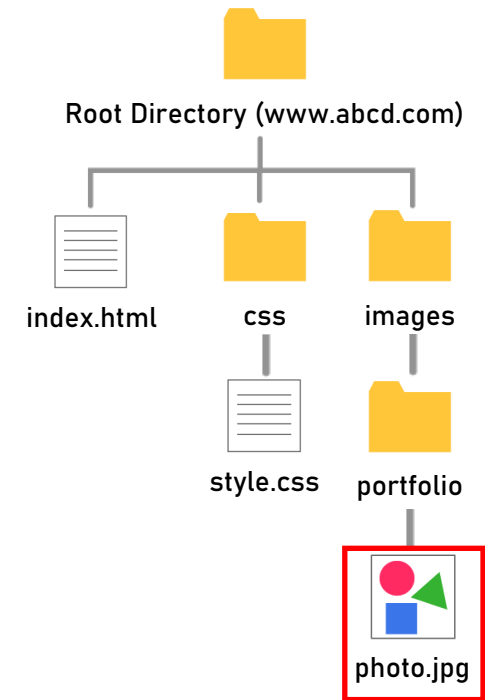 Root Directory (www.abcd.com)
index.html
css
images
style.css
portfolio
photo.jpg